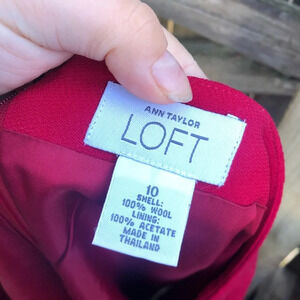 ANN TAYLOR
LOFT
10
SHELL:
100% WOOL
LINING:
100% ACETATE
MADE IN
THAILAND